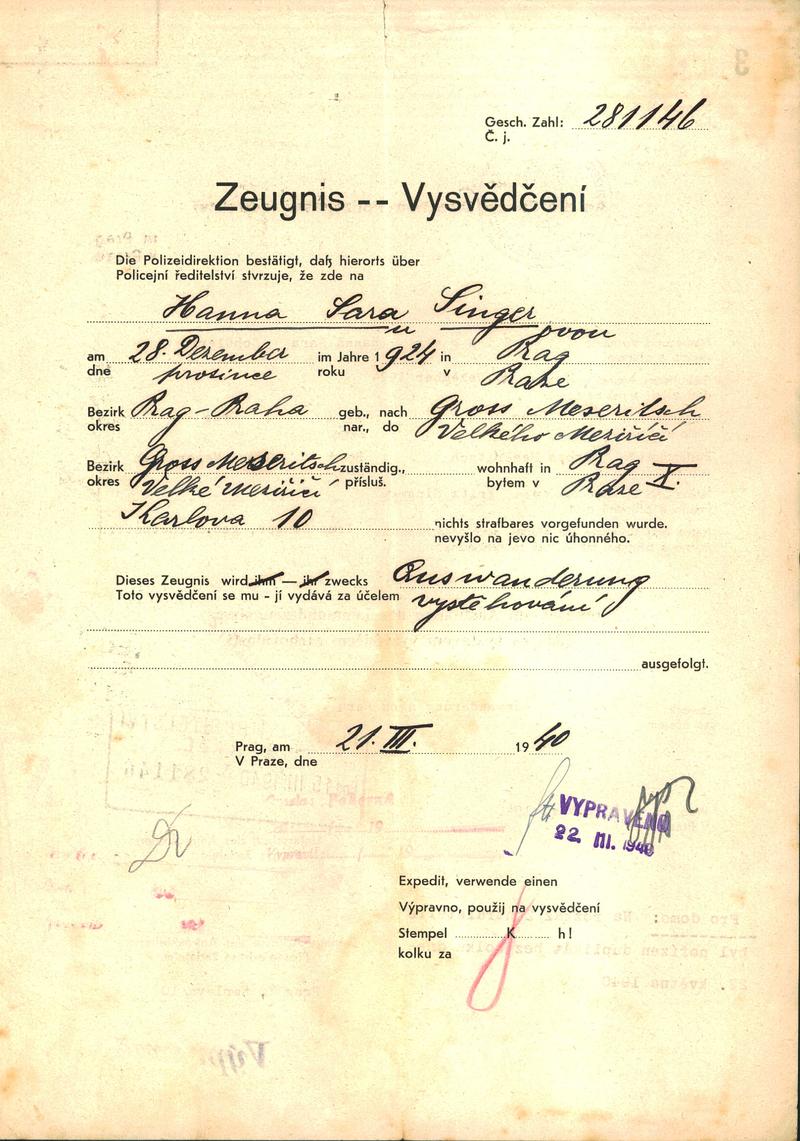 Gesch. Zahl: 281146
Č. j.
Zeugnis -- Vysvědčení
Die Polizeidirektion bestätigt, daß hierorts über
Policejní ředitelství stvrzuje, že zde na
Hanna Sara Singer
ovou
am 28. Dezember im Jahre 1924 in Prag
dne prosince roku v Praze
Bezirk Prag-Praha geb., nach Gross Meseritsch
okres nar., do Velkého Meziříčí
Bezirk Gross Meseritsch zuständig., wohnhaft in Prag X.
okres Velké Meziříčí přísluš. bytem v Praze
Karlova 10 nichts strafbares vorgefunden wurde.
nevyšlo na jevo nic úhonného.
Dieses Zeugnis wird ihm — ihr zwecks Auswanderung
Toto vysvědčení se mu - jí vydává za účelem vystěhování
ausgefolgt.
Prag, am 21. III. 1940
V Praze, dne
VYPRAVENO
22. III. 1940
Expedit, verwende einen
Výpravno, použij na vysvědčení
Stempel K h!
kolku za